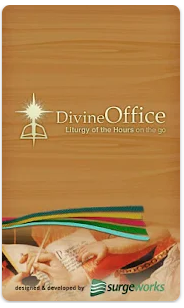 DivineOffice
Liturgy of the Hours on the go
designed & developed by: surgeworks